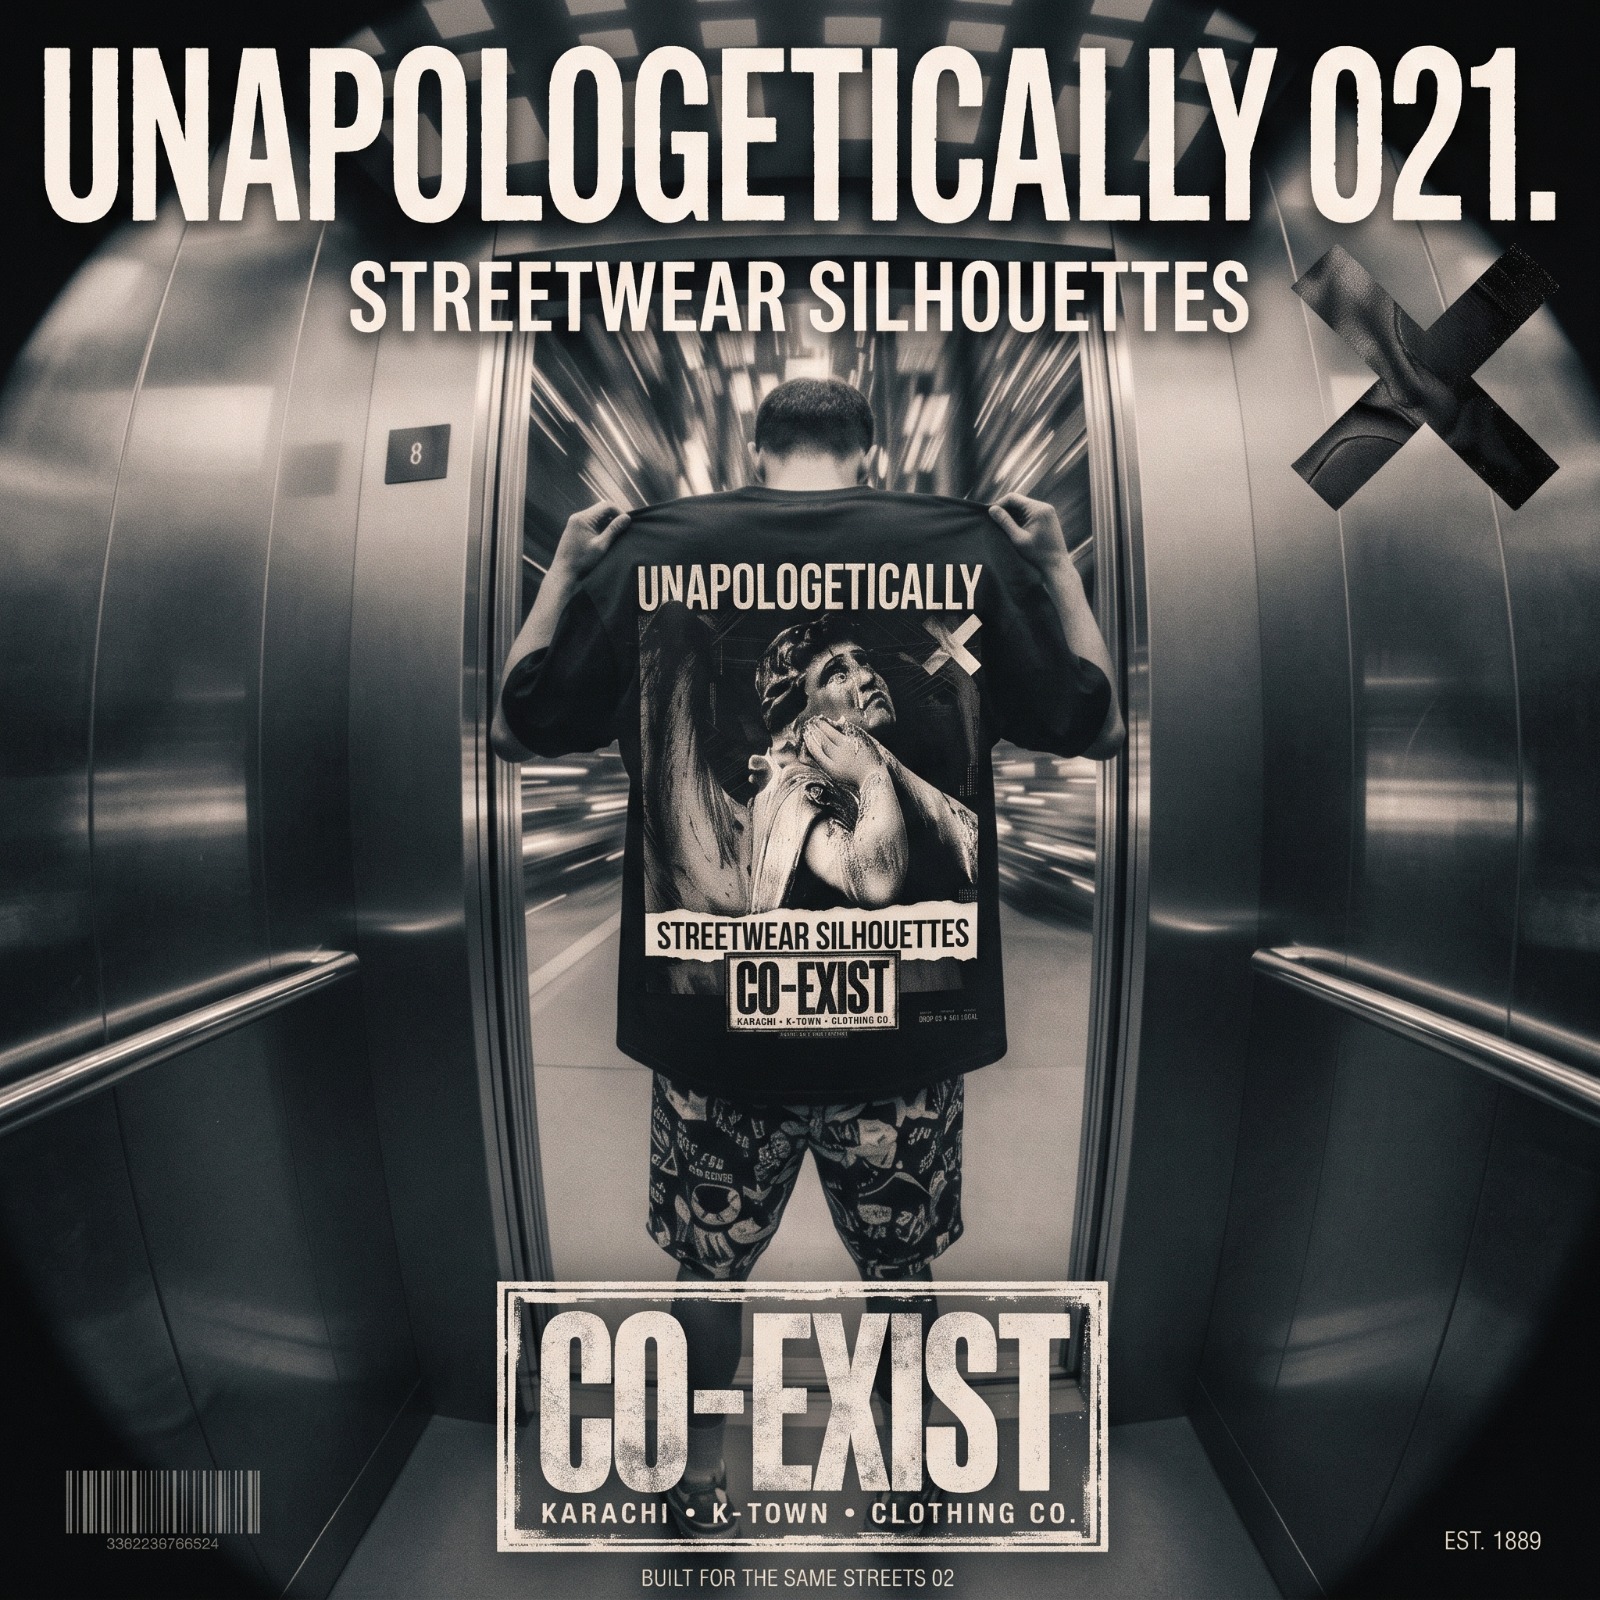 UNAPOLOGETICALLY 021.
STREETWEAR SILHOUETTES
8
UNAPOLOGETICALLY
STREETWEAR SILHOUETTES
CO-EXIST
KARACHI • K-TOWN • CLOTHING CO.
CO-EXIST
KARACHI • K-TOWN • CLOTHING CO.
3362238766524
EST. 1889
BUILT FOR THE SAME STREETS 02